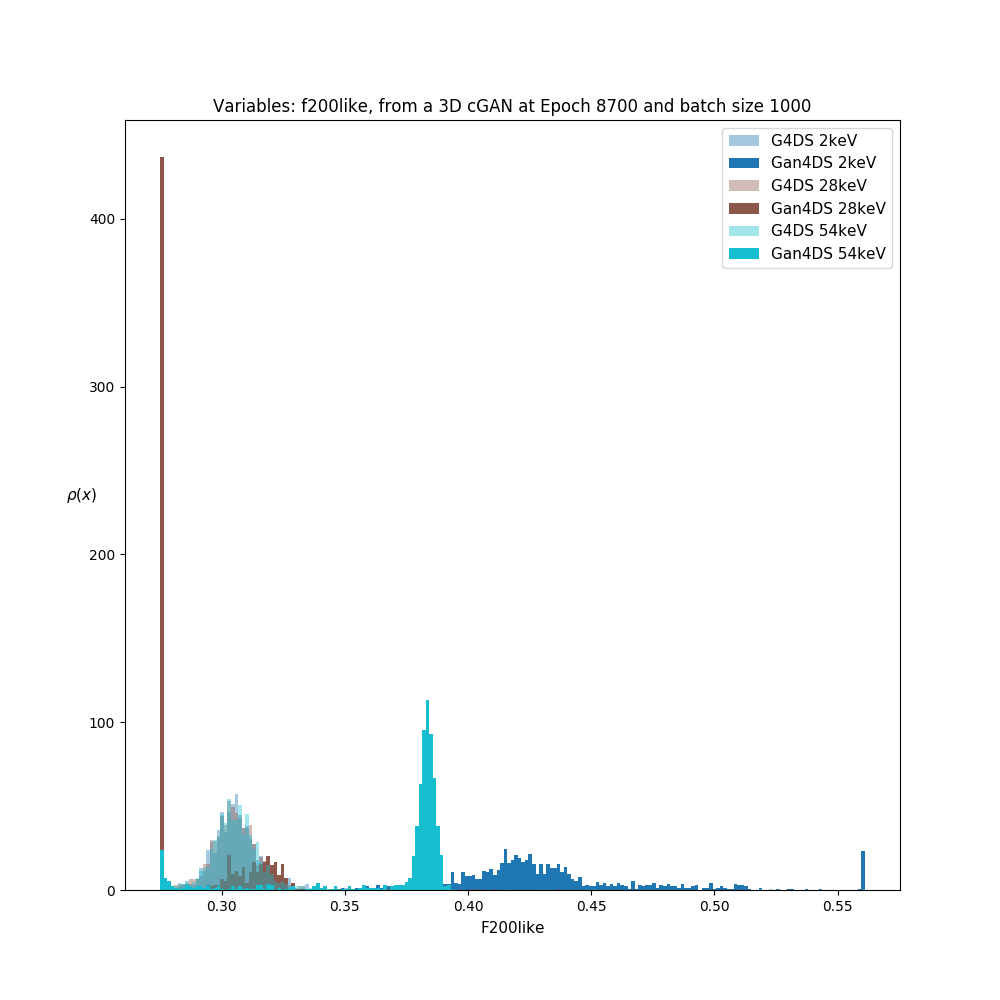 Variables: f200like, from a 3D cGAN at Epoch 8700 and batch size 1000
G4DS 2keV
Gan4DS 2keV
G4DS 28keV
Gan4DS 28keV
G4DS 54keV
Gan4DS 54keV
400
300
ρ(x)
200
100
0
0.30 0.35 0.40 0.45 0.50 0.55
F200like